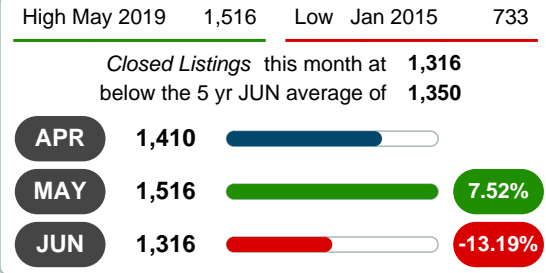 High May 2019 1,516 Low Jan 2015 733
Closed Listings this month at 1,316
below the 5 yr JUN average of 1,350
APR 1,410
MAY 1,516 7.52%
JUN 1,316 -13.19%